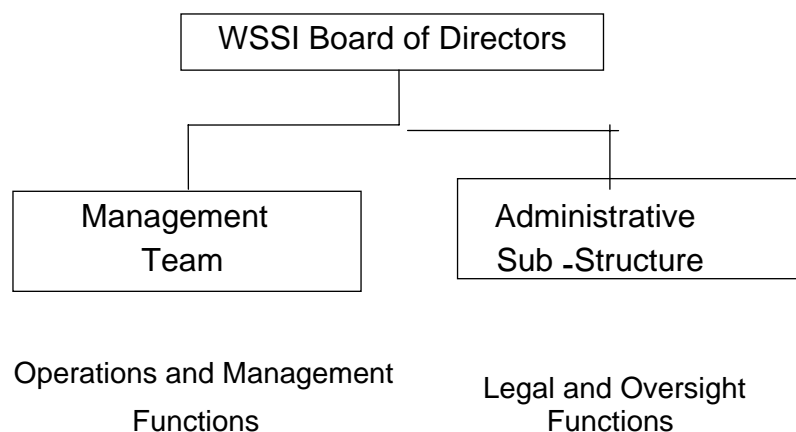 WSSI Board of Directors
Management
Team
Administrative
Sub -Structure
Operations and Management
Functions
Legal and Oversight
Functions